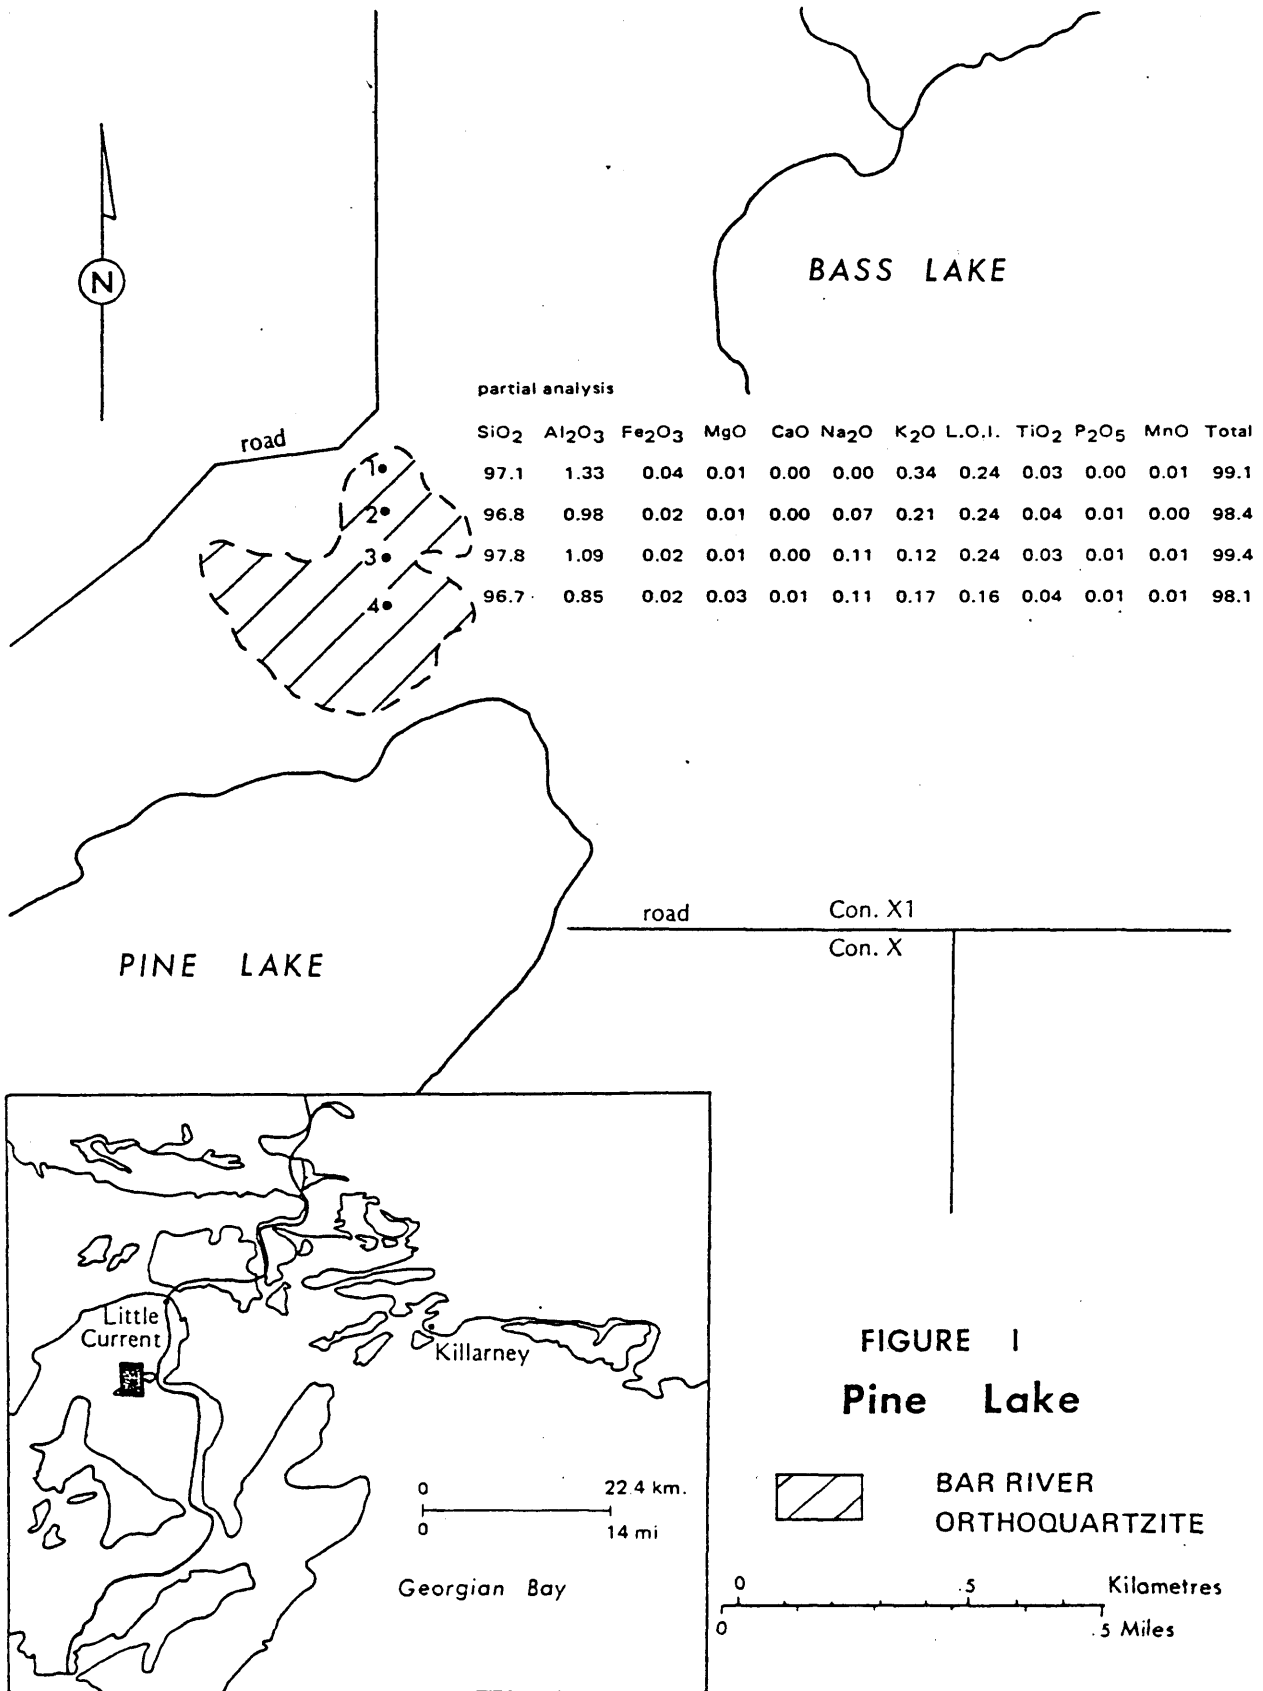 N
BASS LAKE
partial analysis
SiO2 Al2O3 Fe2O3 MgO CaO Na2O K2O L.O.I. TiO2 P2O5 MnO Total
97.1 1.33 0.04 0.01 0.00 0.00 0.34 0.24 0.03 0.00 0.01 99.1
96.8 0.98 0.02 0.01 0.00 0.07 0.21 0.24 0.04 0.01 0.00 98.4
97.8 1.09 0.02 0.01 0.00 0.11 0.12 0.24 0.03 0.01 0.01 99.4
96.7 0.85 0.02 0.03 0.01 0.11 0.17 0.16 0.04 0.01 0.01 98.1
road
1
2
3
4
road
Con. X1
Con. X
PINE LAKE
Little
Current
Killarney
0 22.4 km.
0 14 mi
Georgian Bay
FIGURE I
Pine Lake
BAR RIVER
ORTHOQUARTZITE
0 .5 Kilometres
0 .5 Miles